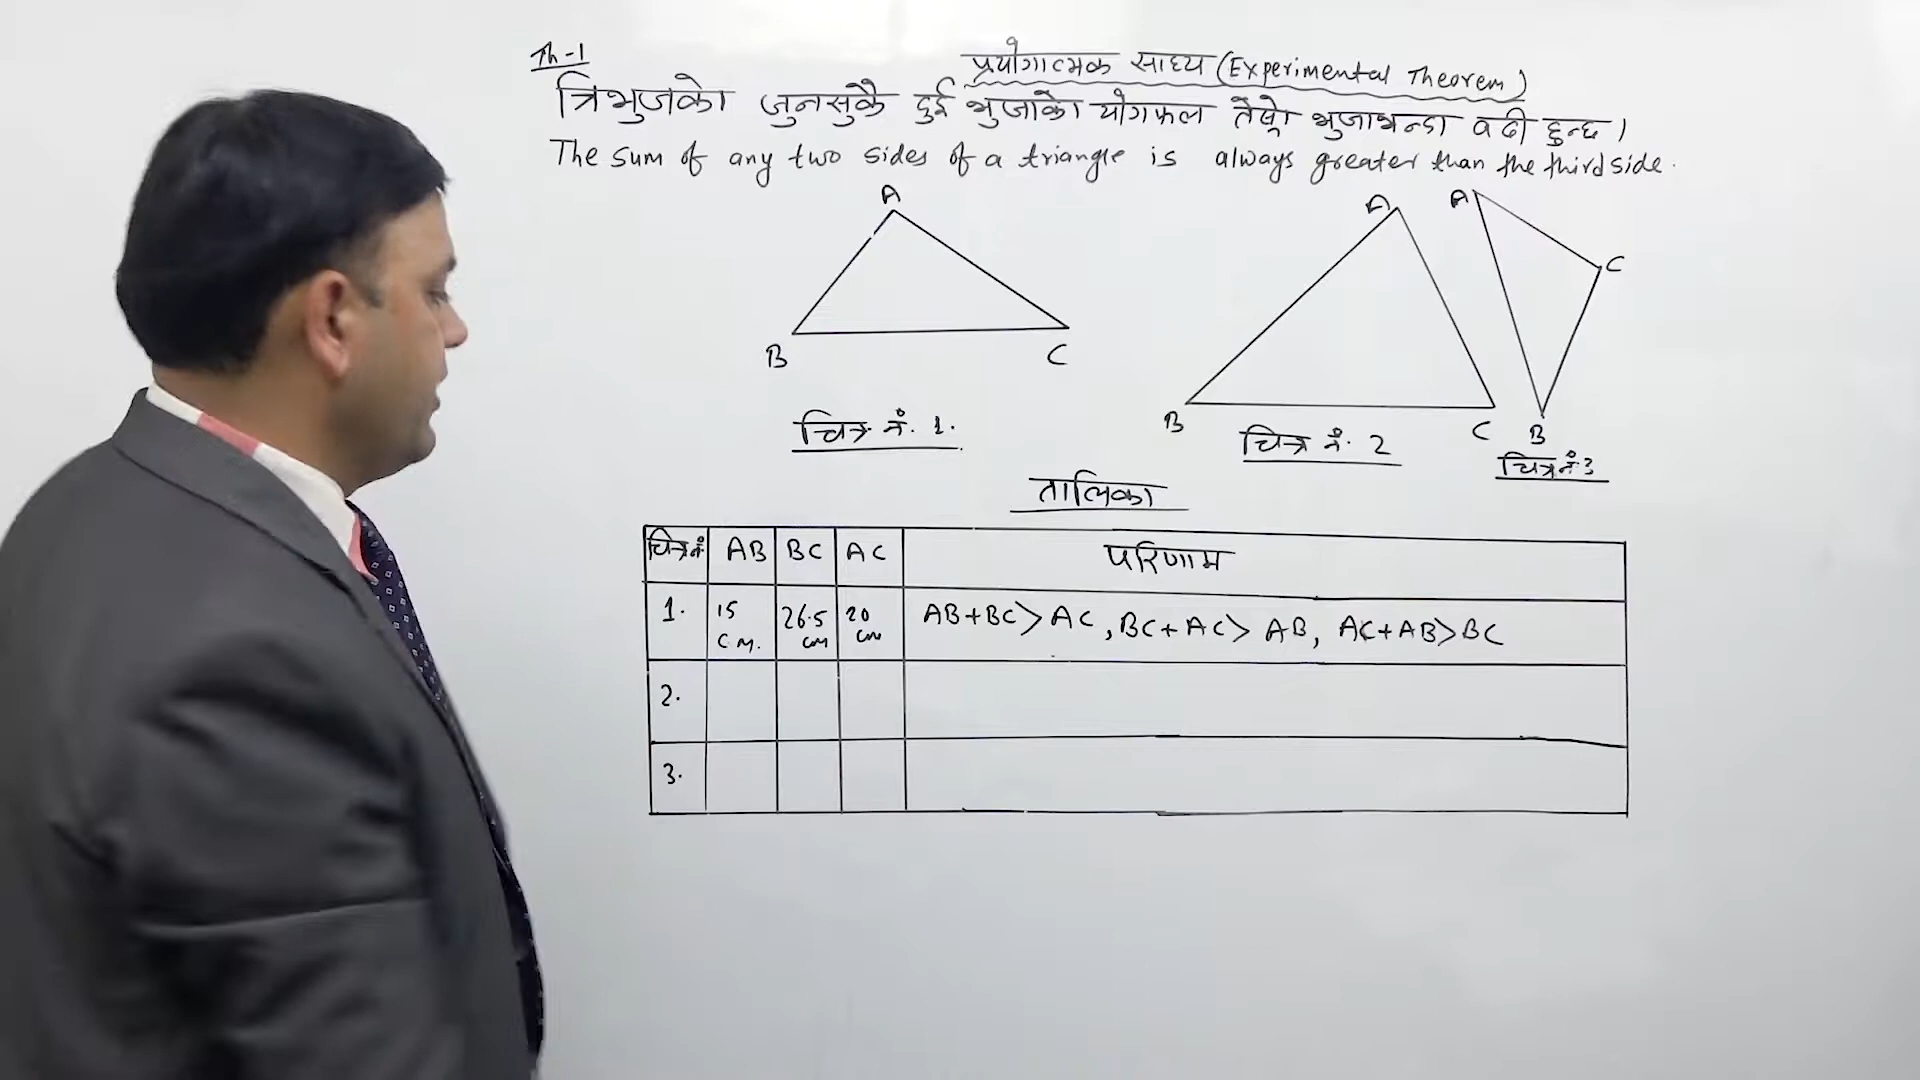 Th-1
प्रयोगात्मक साध्य (Experimental Theorem)
त्रिभुजको जुनसुकै दुई भुजाको योगफल तेस्रो भुजाभन्दा बढी हुन्छ।
The sum of any two sides of a triangle is always greater than the third side.
A
B
C
चित्र नं. 1.
A
B
C
चित्र नं. 2
A
C
B
चित्र नं. 3
तालिका
चित्र नं AB BC AC परिणाम
1. 15 c.m. 26.5 cm 20 cm AB+BC>AC, BC+AC>AB, AC+AB>BC
2.
3.